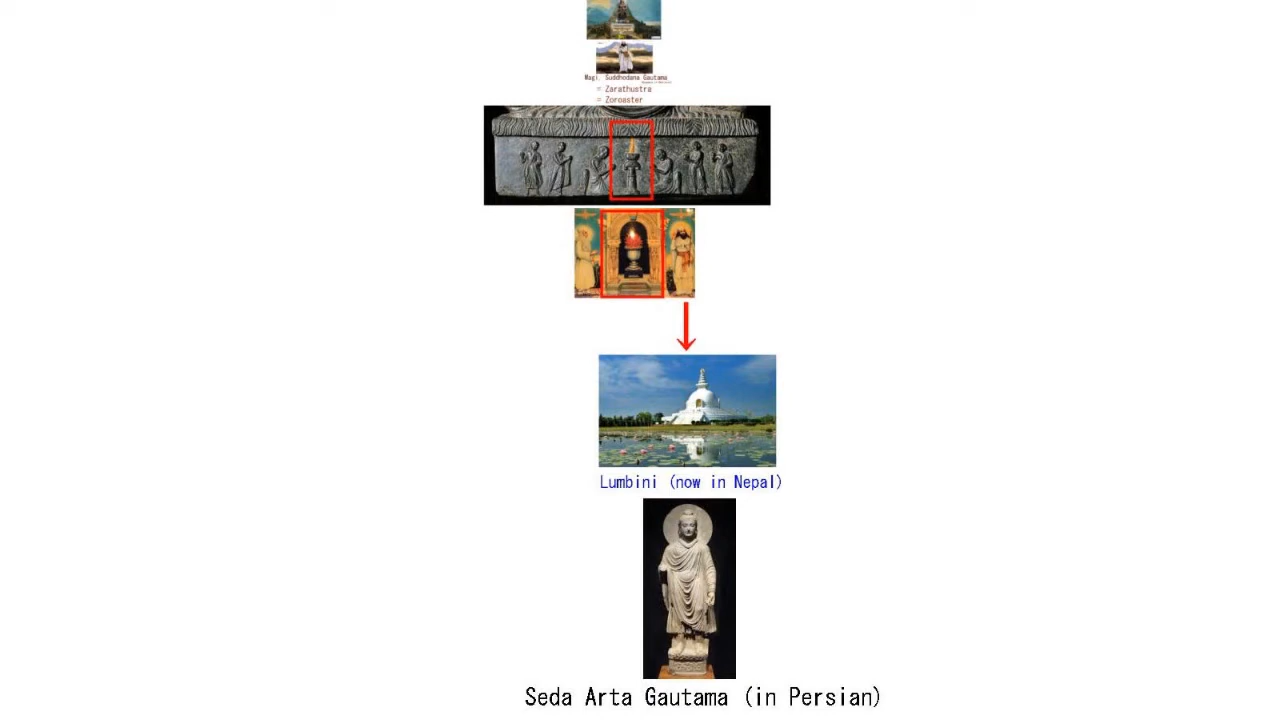 Magi, Suddhodana Gautama
= Zarathustra
= Zoroaster
Lumbini (now in Nepal)
Seda Arta Gautama (in Persian)